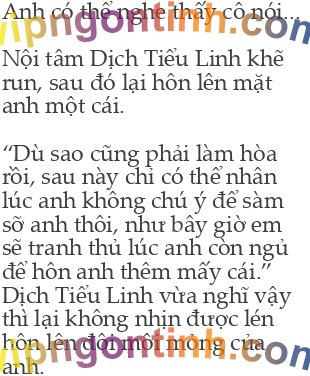 Anh có thể nghe thấy cô nói...
vipngontinh.com
Nội tâm Dịch Tiểu Linh khẽ
run, sau đó lại hôn lên mặt
anh một cái.
“Dù sao cũng phải làm hòa
rồi, sau này chỉ có thể nhân
lúc anh không chú ý để sàm
sỡ anh thôi, như bây giờ em
sẽ tranh thủ lúc anh còn ngủ
để hôn anh thêm mấy cái.”
Dịch Tiểu Linh vừa nghĩ vậy
thì lại không nhịn được lén
hôn lên đôi môi mỏng của
vipngontinh.com
anh.